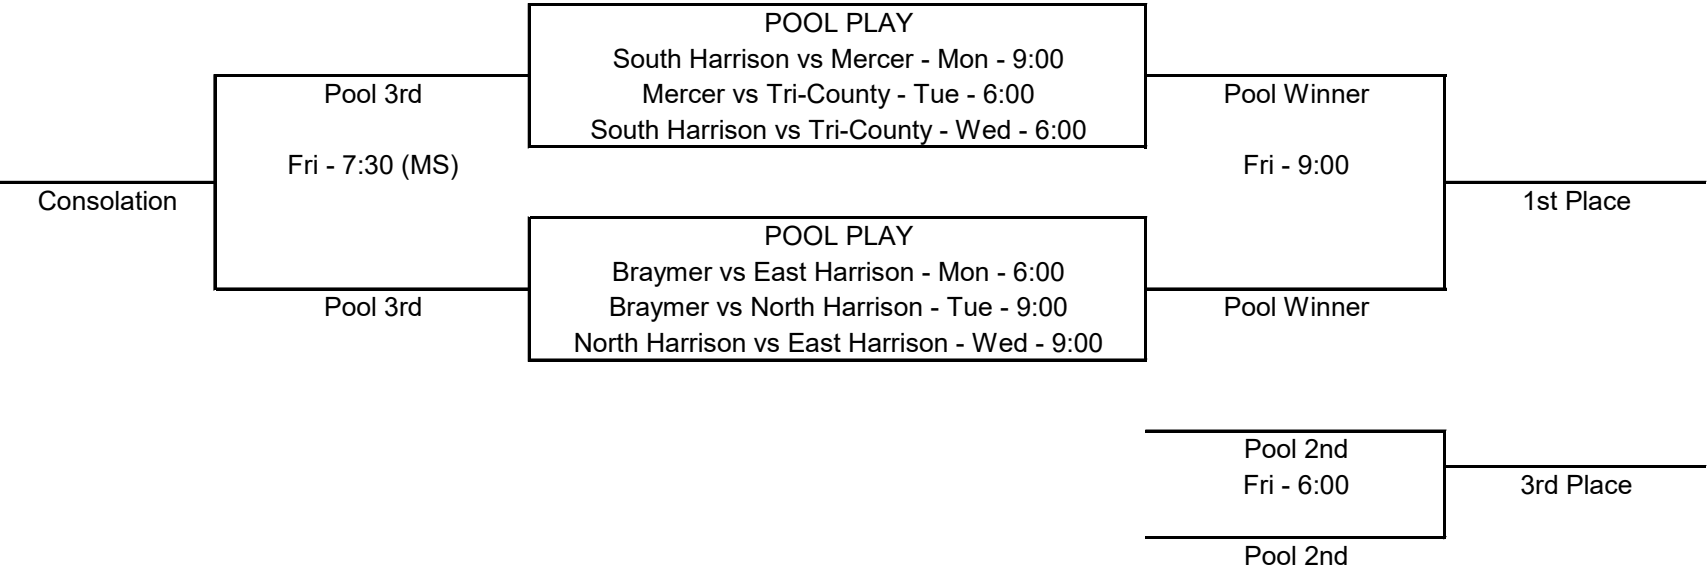 POOL PLAY
South Harrison vs Mercer - Mon - 9:00
Pool 3rd
Mercer vs Tri-County - Tue - 6:00
Pool Winner
South Harrison vs Tri-County - Wed - 6:00
Fri - 7:30 (MS)
Fri - 9:00
Consolation
1st Place
POOL PLAY
Braymer vs East Harrison - Mon - 6:00
Pool 3rd
Braymer vs North Harrison - Tue - 9:00
Pool Winner
North Harrison vs East Harrison - Wed - 9:00
Pool 2nd
Fri - 6:00
3rd Place
Pool 2nd